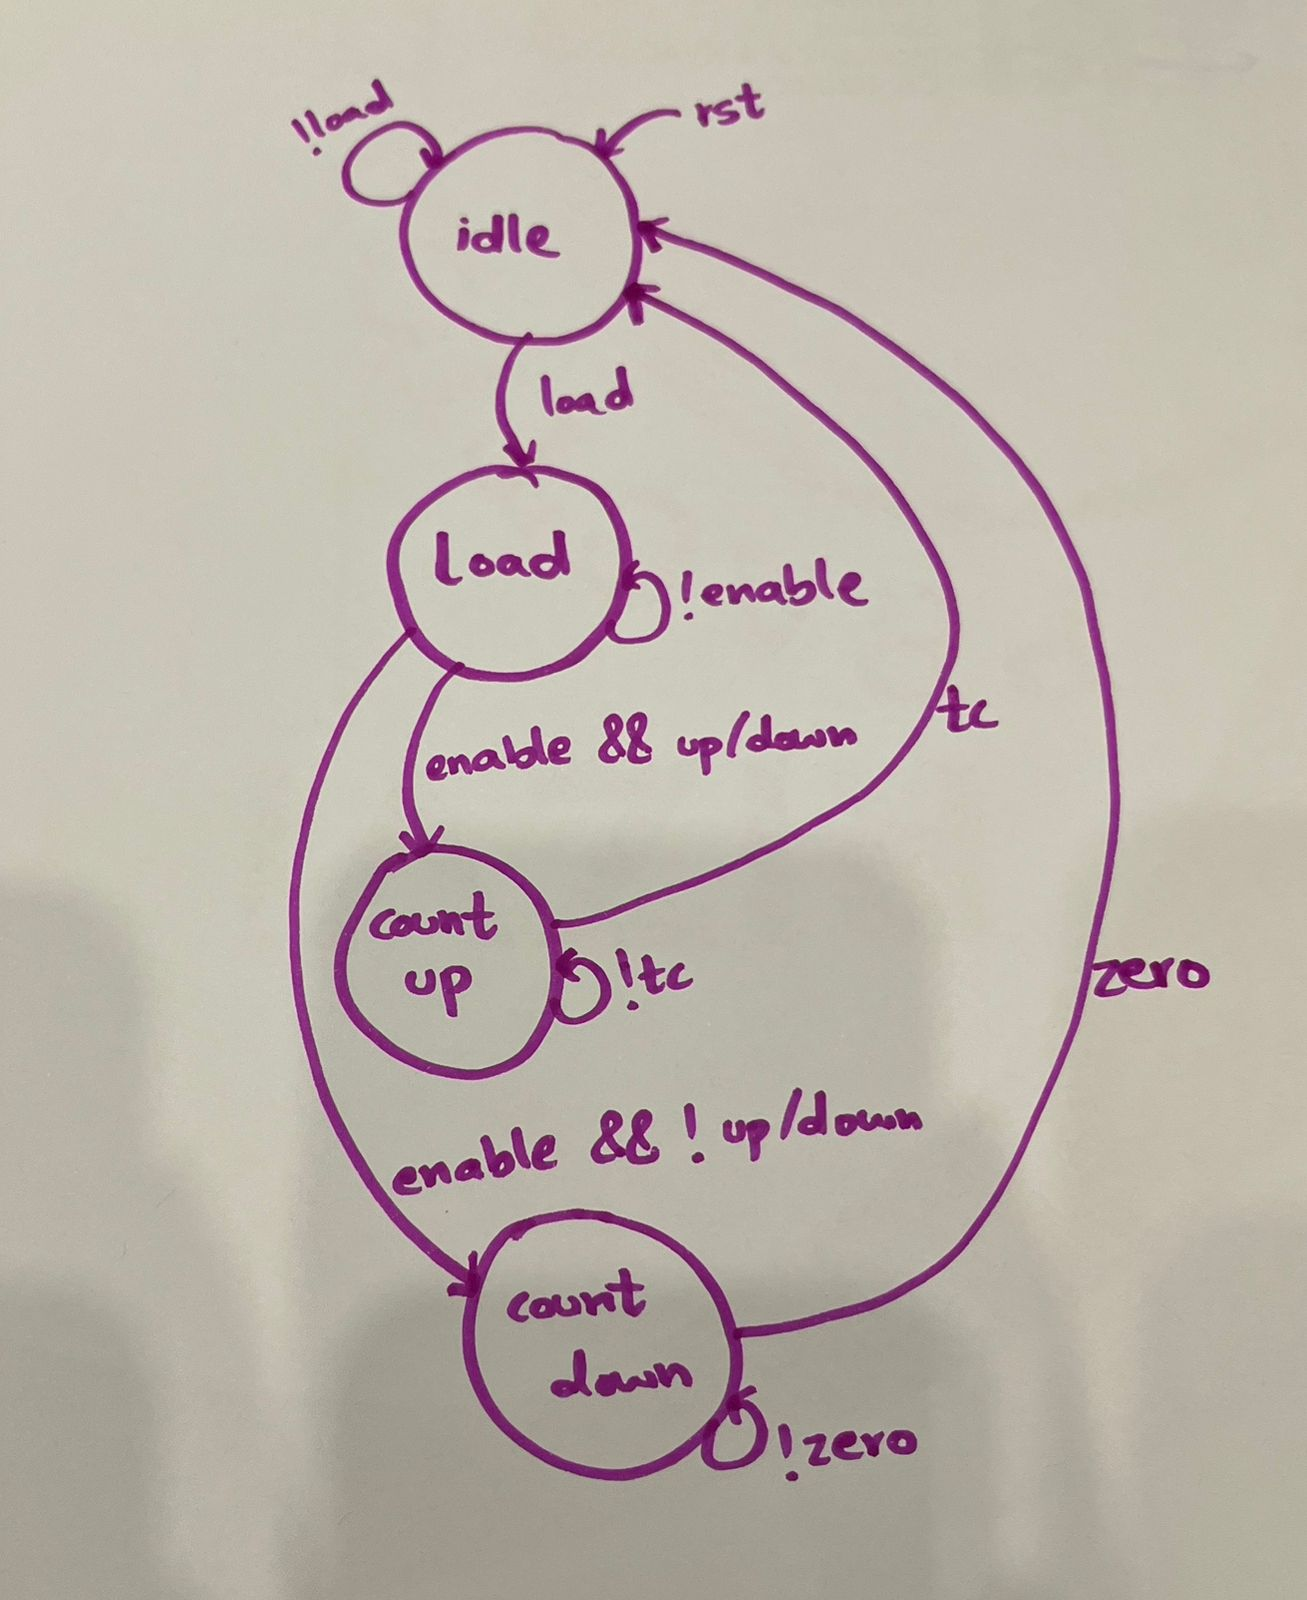 !load
rst
idle
load
load
!enable
enable && up/down
tc
count
up
!tc
zero
enable && ! up/down
count
down
!zero